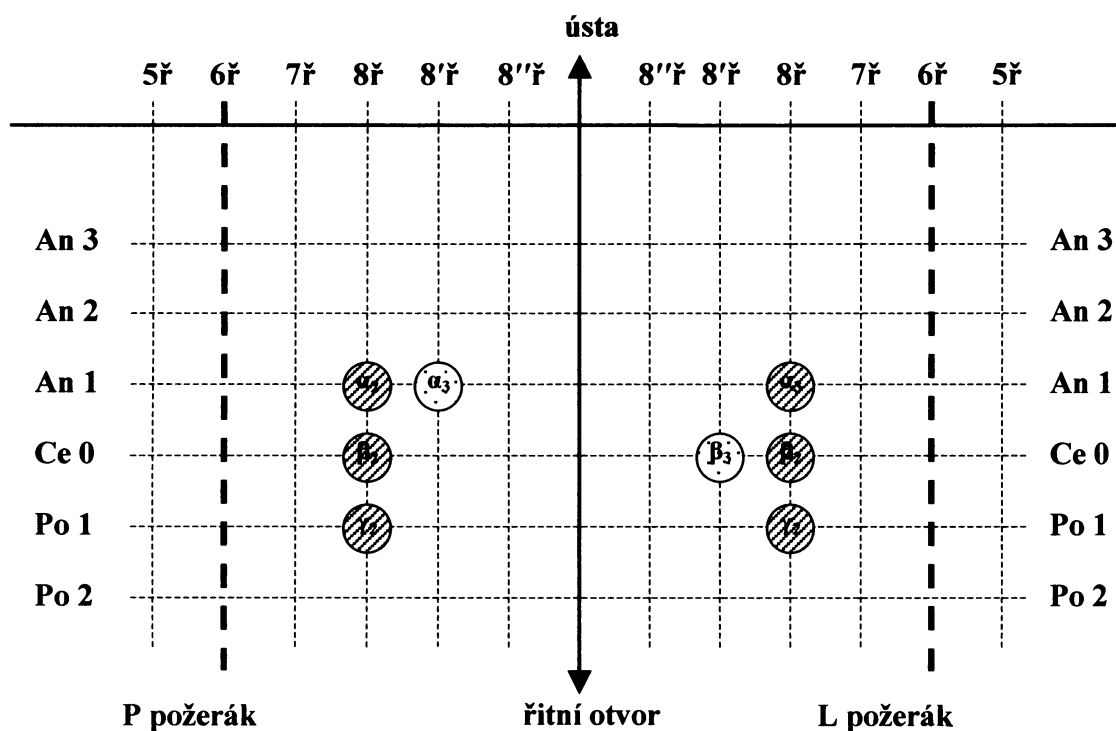 ústa
5ř 6ř 7ř 8ř 8′ř 8′′ř 8′′ř 8′ř 8ř 7ř 6ř 5ř
An 3 An 3
An 2 An 2
An 1 α₃ An 1
Ce 0 β₃ Ce 0
Po 1 Po 1
Po 2 Po 2
P požerák řitní otvor L požerák